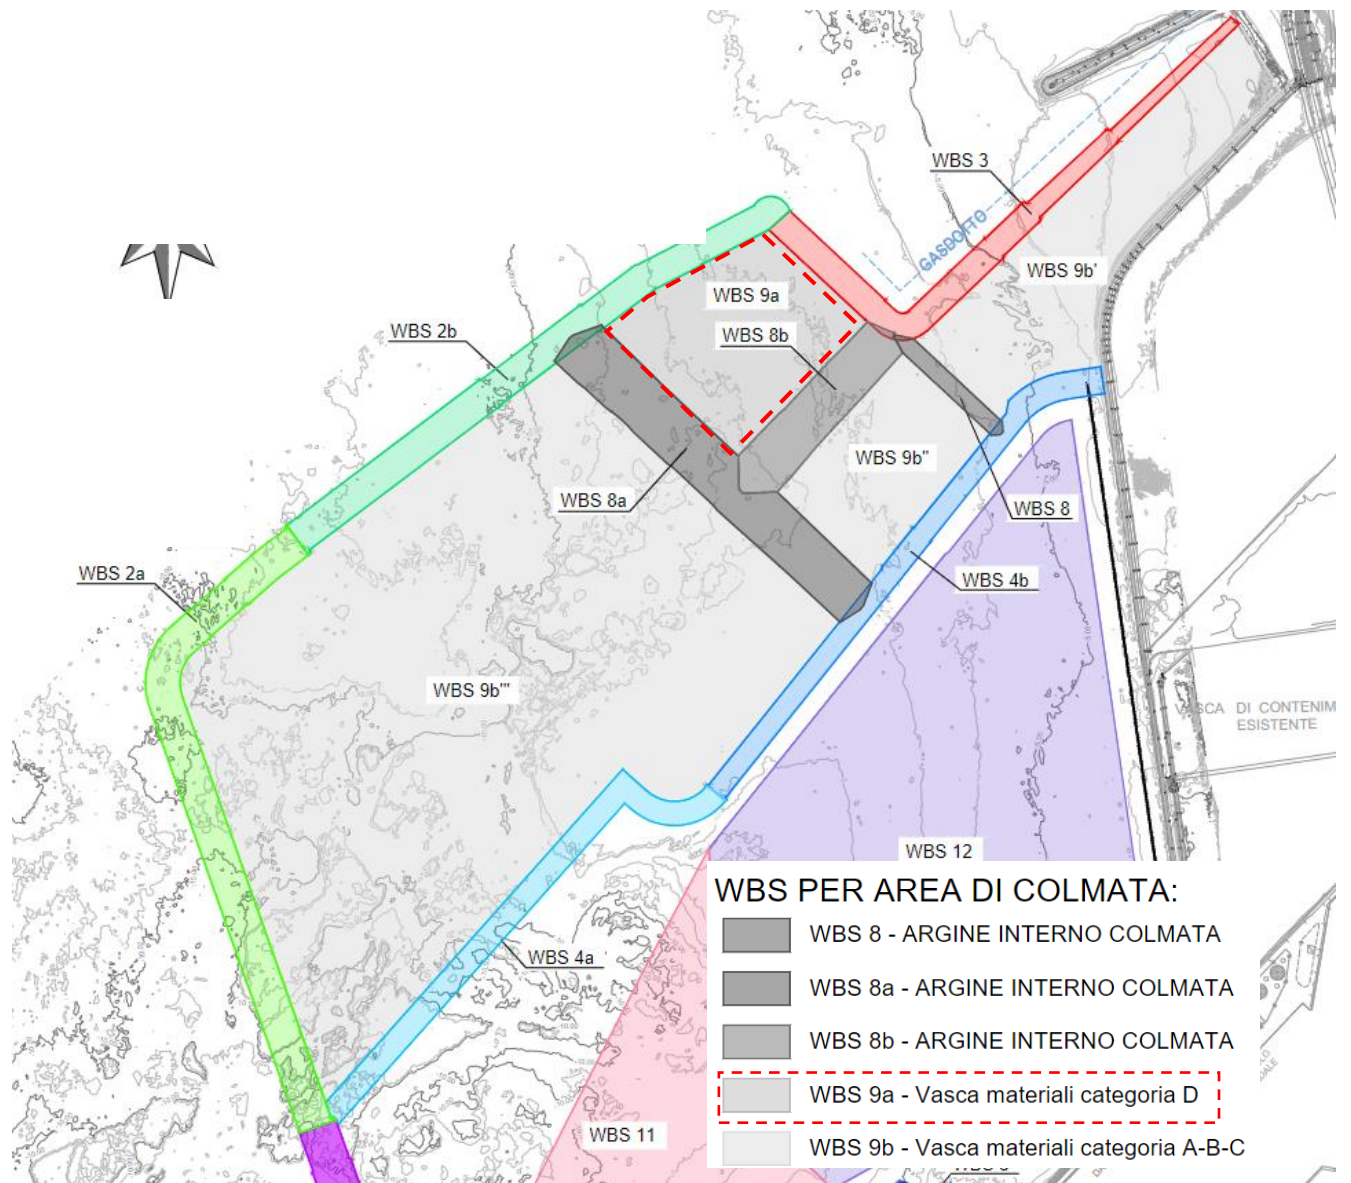 WBS 3
GASDOTTO
WBS 9b'
WBS 9a
WBS 2b
WBS 8b
WBS 9b"
WBS 8a
WBS 8
WBS 2a
WBS 4b
WBS 9b'''
VASCA DI CONTENIM
ESISTENTE
WBS 12
WBS PER AREA DI COLMATA:
WBS 8 - ARGINE INTERNO COLMATA
WBS 4a
WBS 8a - ARGINE INTERNO COLMATA
WBS 8b - ARGINE INTERNO COLMATA
WBS 9a - Vasca materiali categoria D
WBS 11
WBS 9b - Vasca materiali categoria A-B-C